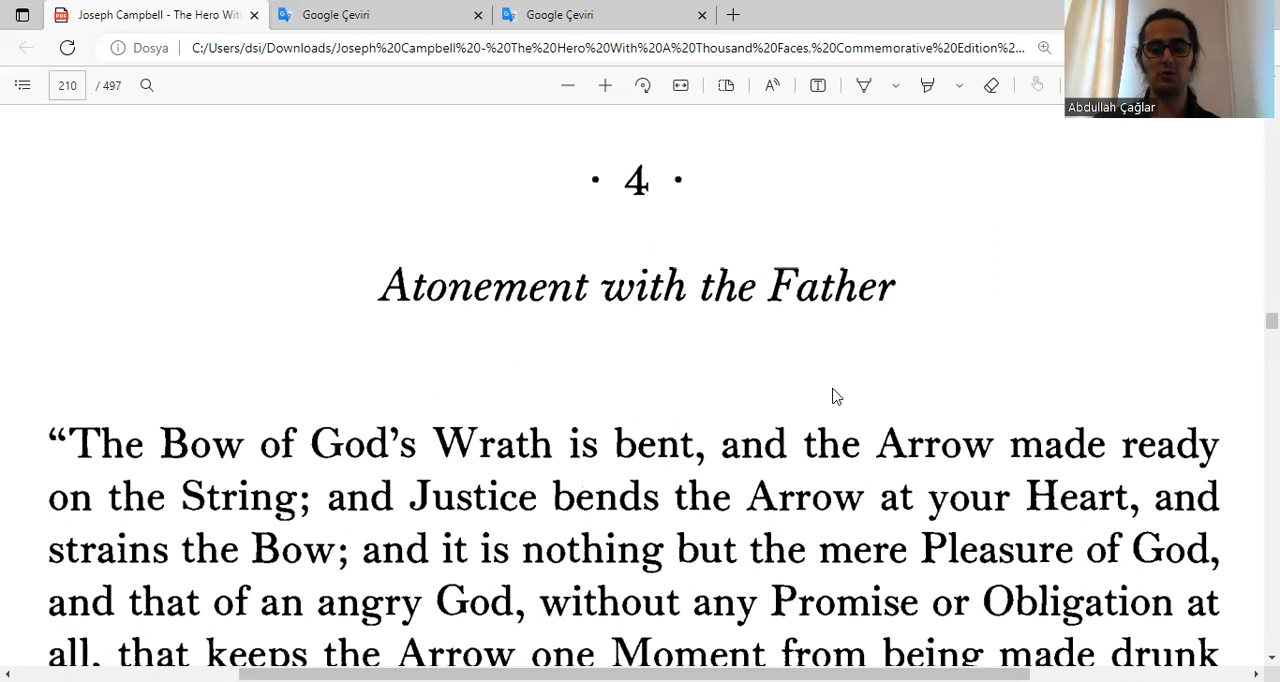 Joseph Campbell - The Hero Wit
Google Çeviri
Google Çeviri
Dosya
C:/Users/dsi/Downloads/Joseph%20Campbell%20-%20The%20Hero%20With%20A%20Thousand%20Faces,%20Commemorative%20Edition%20...
210
/ 497
Abdullah Çağlar
· 4 ·
Atonement with the Father
“The Bow of God’s Wrath is bent, and the Arrow made ready
on the String; and Justice bends the Arrow at your Heart, and
strains the Bow; and it is nothing but the mere Pleasure of God,
and that of an angry God, without any Promise or Obligation at
all, that keeps the Arrow one Moment from being made drunk